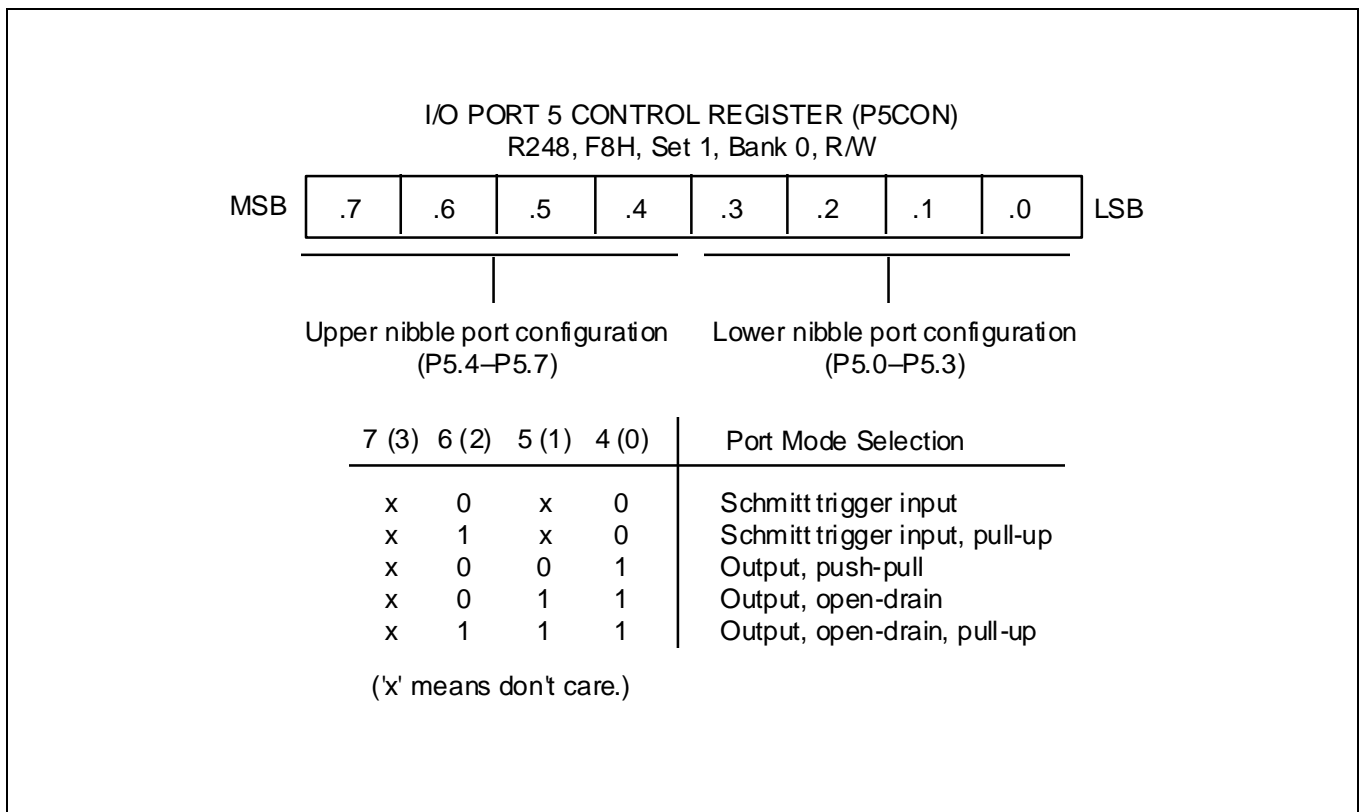 I/O PORT 5 CONTROL REGISTER (P5CON)
R248, F8H, Set 1, Bank 0, R/W
MSB .7 .6 .5 .4 .3 .2 .1 .0 LSB
Upper nibble port configuration Lower nibble port configuration
(P5.4–P5.7) (P5.0–P5.3)
7 (3) 6 (2) 5 (1) 4 (0) Port Mode Selection
x 0 x 0 Schmitt trigger input
x 1 x 0 Schmitt trigger input, pull-up
x 0 0 1 Output, push-pull
x 0 1 1 Output, open-drain
x 1 1 1 Output, open-drain, pull-up
('x' means don't care.)